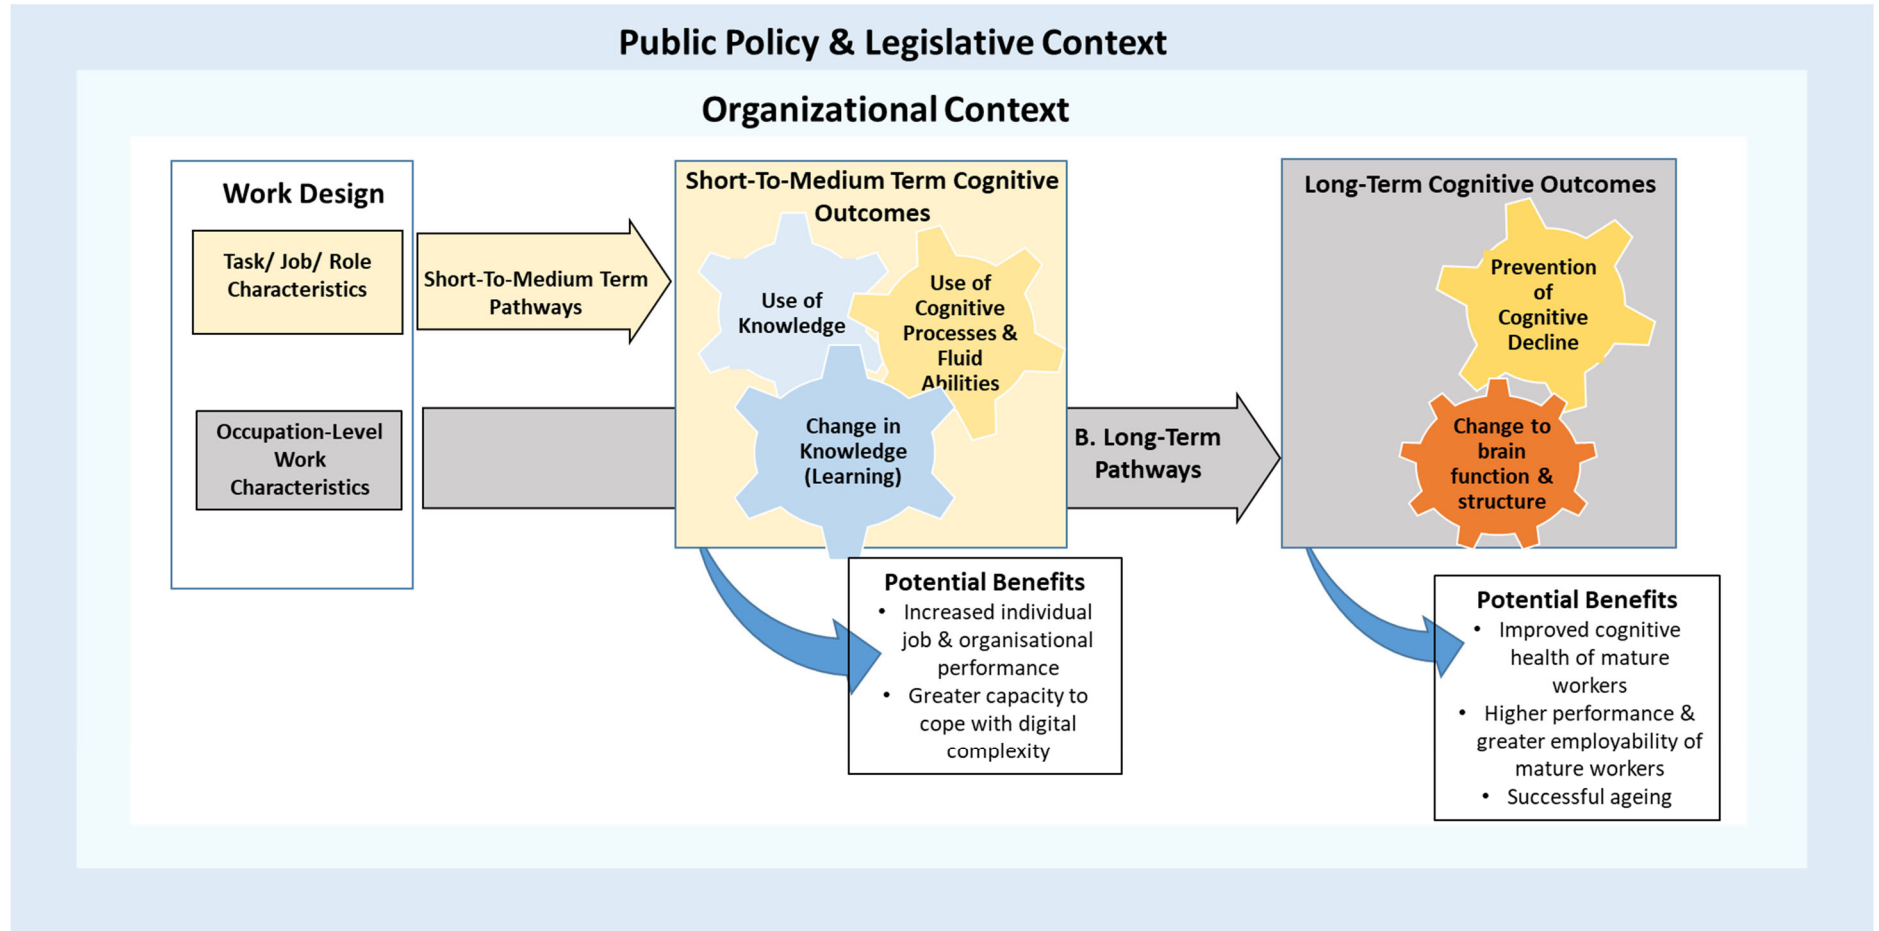 Public Policy & Legislative Context
Organizational Context
Work Design
Task/ Job/ Role
Characteristics
Occupation-Level
Work
Characteristics
Short-To-Medium Term
Pathways
Short-To-Medium Term Cognitive
Outcomes
Use of
Knowledge
Use of
Cognitive
Processes &
Fluid
Abilities
Change in
Knowledge
(Learning)
Potential Benefits
• Increased individual
job & organisational
performance
• Greater capacity to
cope with digital
complexity
B. Long-Term
Pathways
Long-Term Cognitive Outcomes
Prevention
of
Cognitive
Decline
Change to
brain
function &
structure
Potential Benefits
• Improved cognitive
health of mature
workers
• Higher performance &
greater employability of
mature workers
• Successful ageing